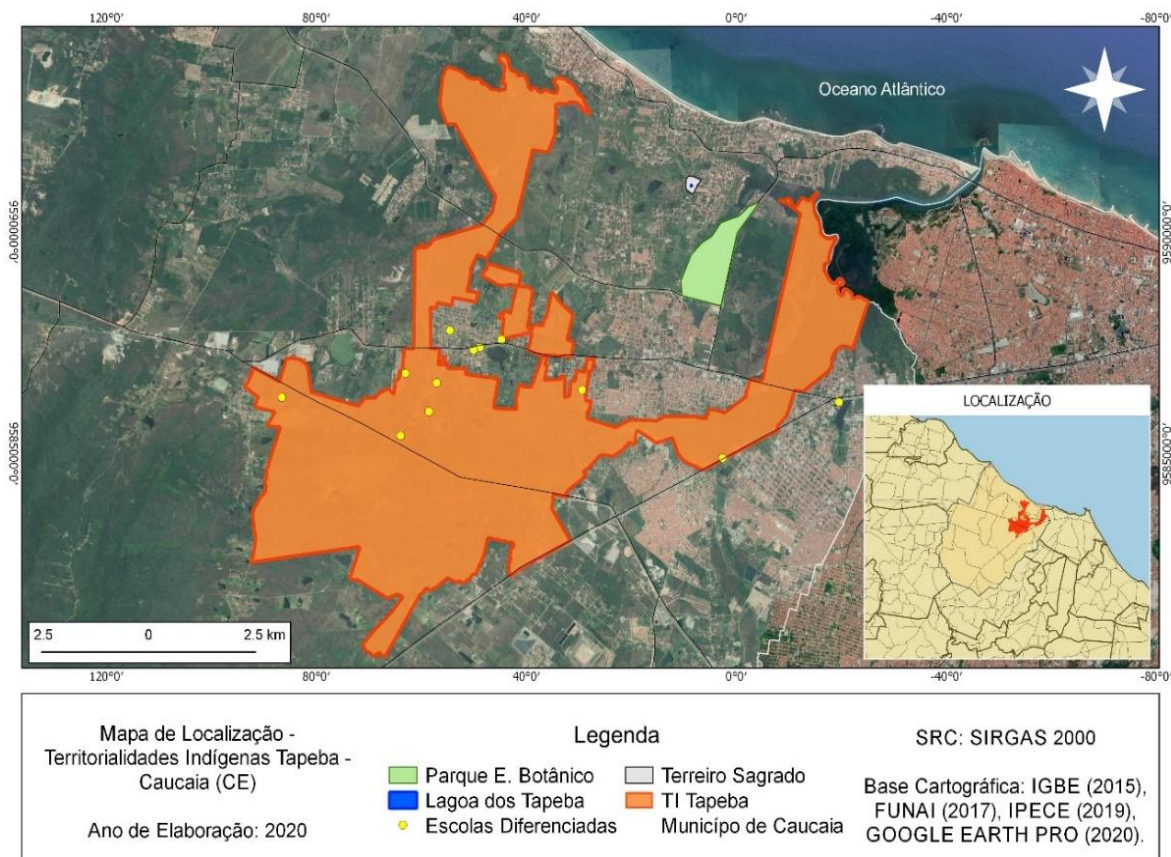 120°0' 80°0' 40°0' 0°0' -40°0' -80°0'
Oceano Atlântico
9590000°0'
9590000°0'
9585000°0'
9585000°0'
LOCALIZAÇÃO
2.5 0 2.5 km
120°0' 80°0' 40°0' 0°0' -40°0' -80°0'
Mapa de Localização -
Territorialidades Indígenas Tapeba -
Caucaia (CE)
Ano de Elaboração: 2020
Legenda
Parque E. Botânico
Terreiro Sagrado
Lagoa dos Tapeba
TI Tapeba
Escolas Diferenciadas
Municípo de Caucaia
SRC: SIRGAS 2000
Base Cartográfica: IGBE (2015),
FUNAI (2017), IPECE (2019),
GOOGLE EARTH PRO (2020).